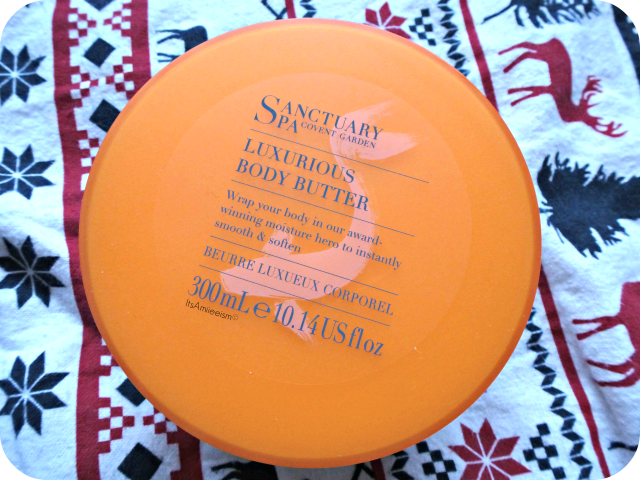 SANCTUARY
SPA COVENT GARDEN
LUXURIOUS
BODY BUTTER
Wrap your body in our award-
winning moisture hero to instantly
smooth & soften
BEURRE LUXUEUX CORPOREL
300mL e 10.14 US fl oz
ItsAmiieeism©